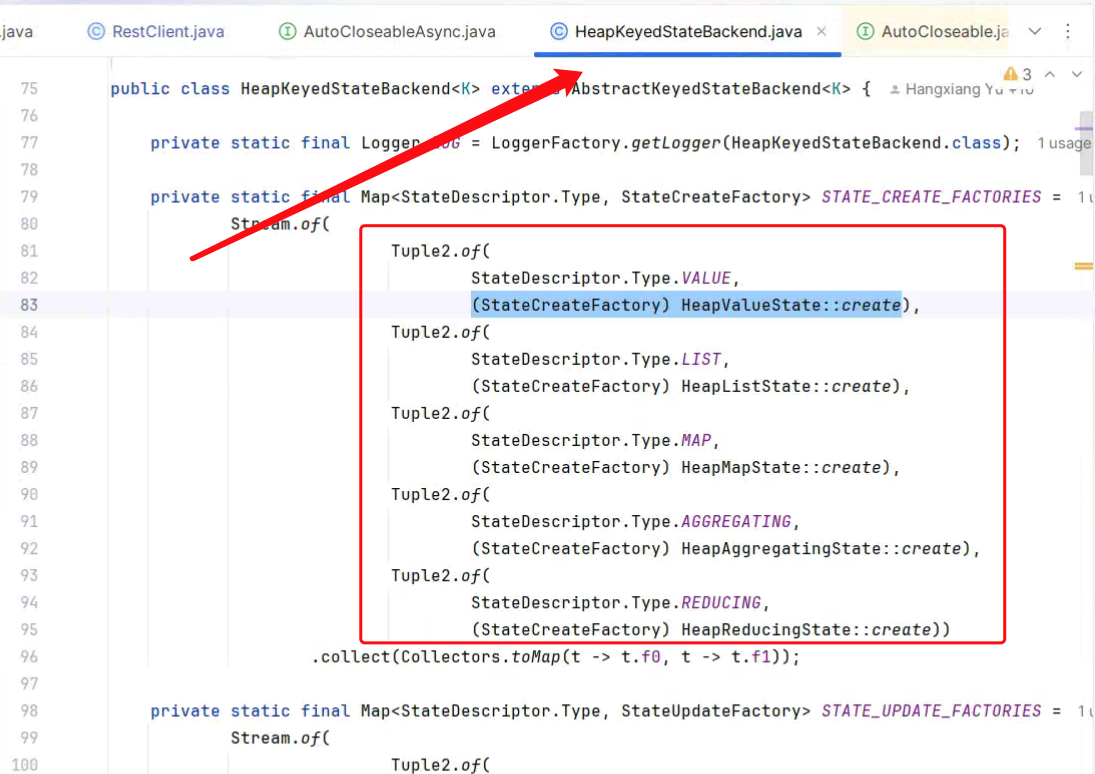 .java RestClient.java AutoCloseableAsync.java HeapKeyedStateBackend.java × AutoCloseable.ja
3
75 public class HeapKeyedStateBackend<K> extends AbstractKeyedStateBackend<K> { Hangxiang Yu +10
76
77 private static final Logger LOG = LoggerFactory.getLogger(HeapKeyedStateBackend.class); 1 usage
78
79 private static final Map<StateDescriptor.Type, StateCreateFactory> STATE_CREATE_FACTORIES = 1 u
80 Stream.of(
81 Tuple2.of(
82 StateDescriptor.Type.VALUE,
83 (StateCreateFactory) HeapValueState::create),
84 Tuple2.of(
85 StateDescriptor.Type.LIST,
86 (StateCreateFactory) HeapListState::create),
87 Tuple2.of(
88 StateDescriptor.Type.MAP,
89 (StateCreateFactory) HeapMapState::create),
90 Tuple2.of(
91 StateDescriptor.Type.AGGREGATING,
92 (StateCreateFactory) HeapAggregatingState::create),
93 Tuple2.of(
94 StateDescriptor.Type.REDUCING,
95 (StateCreateFactory) HeapReducingState::create))
96 .collect(Collectors.toMap(t -> t.f0, t -> t.f1));
97
98 private static final Map<StateDescriptor.Type, StateUpdateFactory> STATE_UPDATE_FACTORIES = 1 u
99 Stream.of(
100 Tuple2.of(